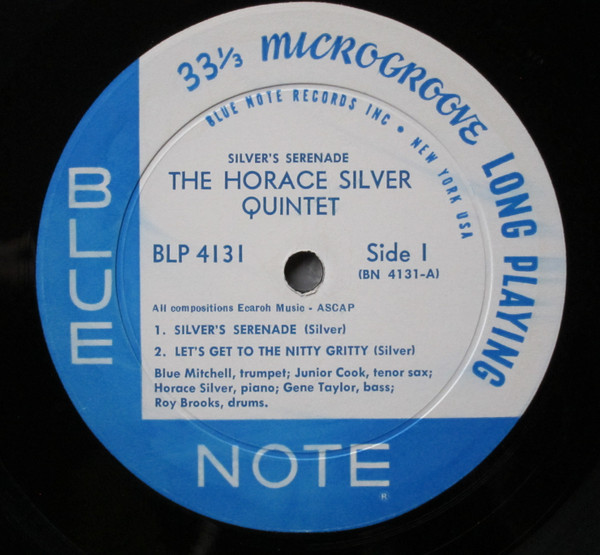 33⅓ MICROGROOVE LONG PLAYING
BLUE NOTE RECORDS INC • NEW YORK USA
SILVER'S SERENADE
THE HORACE SILVER
QUINTET
BLP 4131
Side 1
(BN 4131-A)
All compositions Ecaroh Music - ASCAP
1. SILVER'S SERENADE (Silver)
2. LET'S GET TO THE NITTY GRITTY (Silver)
Blue Mitchell, trumpet; Junior Cook, tenor sax;
Horace Silver, piano; Gene Taylor, bass;
Roy Brooks, drums.
BLUE
NOTE
®